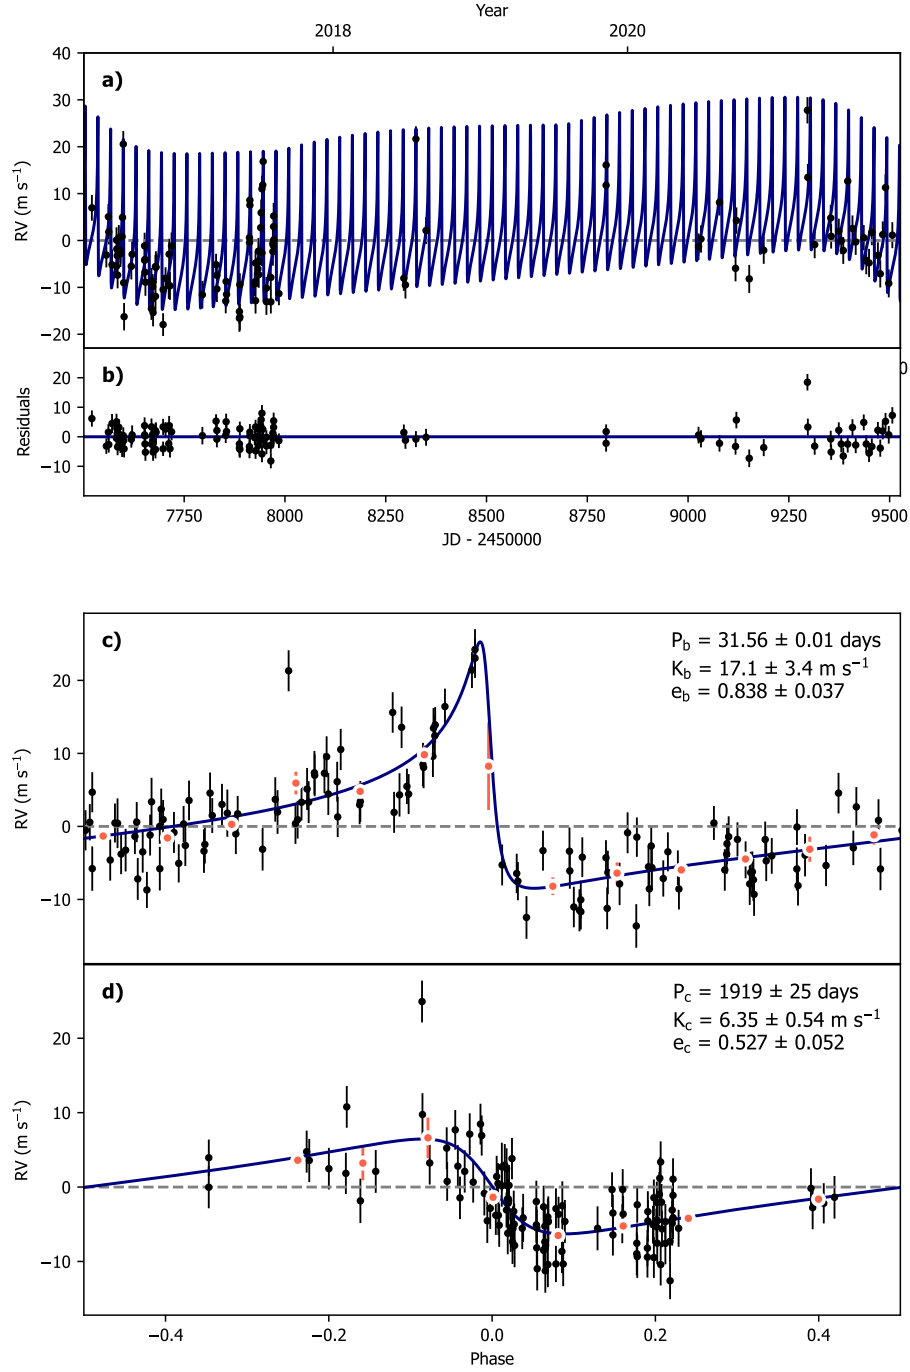 Year
2018 2020
a)
RV (m s⁻¹)
40
30
20
10
0
−10
−20
b)
0
Residuals
20
10
0
−10
7750 8000 8250 8500 8750 9000 9250 9500
JD - 2450000
c)
P_b = 31.56 ± 0.01 days
K_b = 17.1 ± 3.4 m s⁻¹
e_b = 0.838 ± 0.037
RV (m s⁻¹)
20
10
0
−10
d)
P_c = 1919 ± 25 days
K_c = 6.35 ± 0.54 m s⁻¹
e_c = 0.527 ± 0.052
RV (m s⁻¹)
20
10
0
−10
−0.4 −0.2 0.0 0.2 0.4
Phase